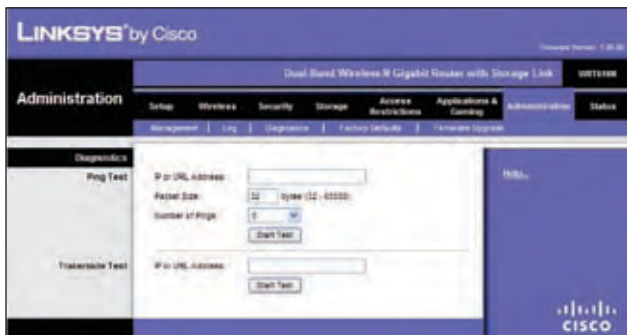 LINKSYS® by Cisco
Firmware Version: 
Dual Band Wireless-N Gigabit Router with Storage Link
WRT610N
Administration
Setup
Wireless
Security
Storage
Access Restrictions
Applications & Gaming
Administration
Status
Management | Log | Diagnostics | Factory Defaults | Firmware Upgrade
Diagnostics
Ping Test
IP or URL Address:
Packet Size: 32 bytes (32 - 65500)
Number of Pings:
Start Test
Traceroute Test
IP or URL Address:
Start Test
Help...
CISCO